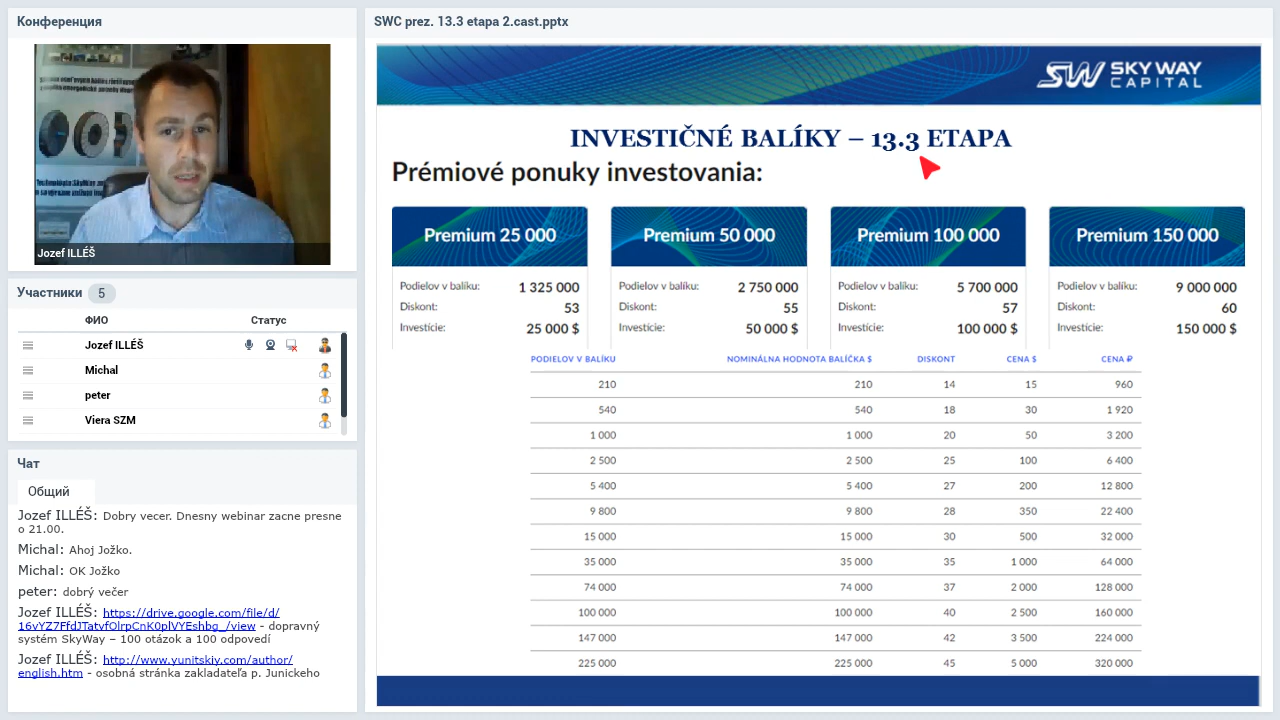 Конференция
Jozef ILLÉŠ
Участники 5
ФИО Статус
Jozef ILLÉŠ
Michal
peter
Viera SZM
Чат
Общий
Jozef ILLÉŠ: Dobry vecer. Dnesny webinar zacne presne
o 21.00.
Michal: Ahoj Jožko.
Michal: OK Jožko
peter: dobrý večer
Jozef ILLÉŠ: https://drive.google.com/file/d/
16vYZ7FfdJTatvfOlrpCnK0plVYEshbg_/view - dopravný
systém SkyWay – 100 otázok a 100 odpovedí
Jozef ILLÉŠ: http://www.yunitskiy.com/author/
english.htm - osobná stránka zakladateľa p. Junickeho
SWC prez. 13.3 etapa 2.cast.pptx
SW SKY WAY
CAPITAL
INVESTIČNÉ BALÍKY – 13.3 ETAPA
Prémiové ponuky investovania:
Premium 25 000
Podielov v balíku: 1 325 000
Diskont: 53
Investície: 25 000 $
Premium 50 000
Podielov v balíku: 2 750 000
Diskont: 55
Investície: 50 000 $
Premium 100 000
Podielov v balíku: 5 700 000
Diskont: 57
Investície: 100 000 $
Premium 150 000
Podielov v balíku: 9 000 000
Diskont: 60
Investície: 150 000 $
PODIELOV V BALÍKU NOMINÁLNA HODNOTA BALÍČKA $ DISKONT CENA $ CENA ₽
210 210 14 15 960
540 540 18 30 1 920
1 000 1 000 20 50 3 200
2 500 2 500 25 100 6 400
5 400 5 400 27 200 12 800
9 800 9 800 28 350 22 400
15 000 15 000 30 500 32 000
35 000 35 000 35 1 000 64 000
74 000 74 000 37 2 000 128 000
100 000 100 000 40 2 500 160 000
147 000 147 000 42 3 500 224 000
225 000 225 000 45 5 000 320 000